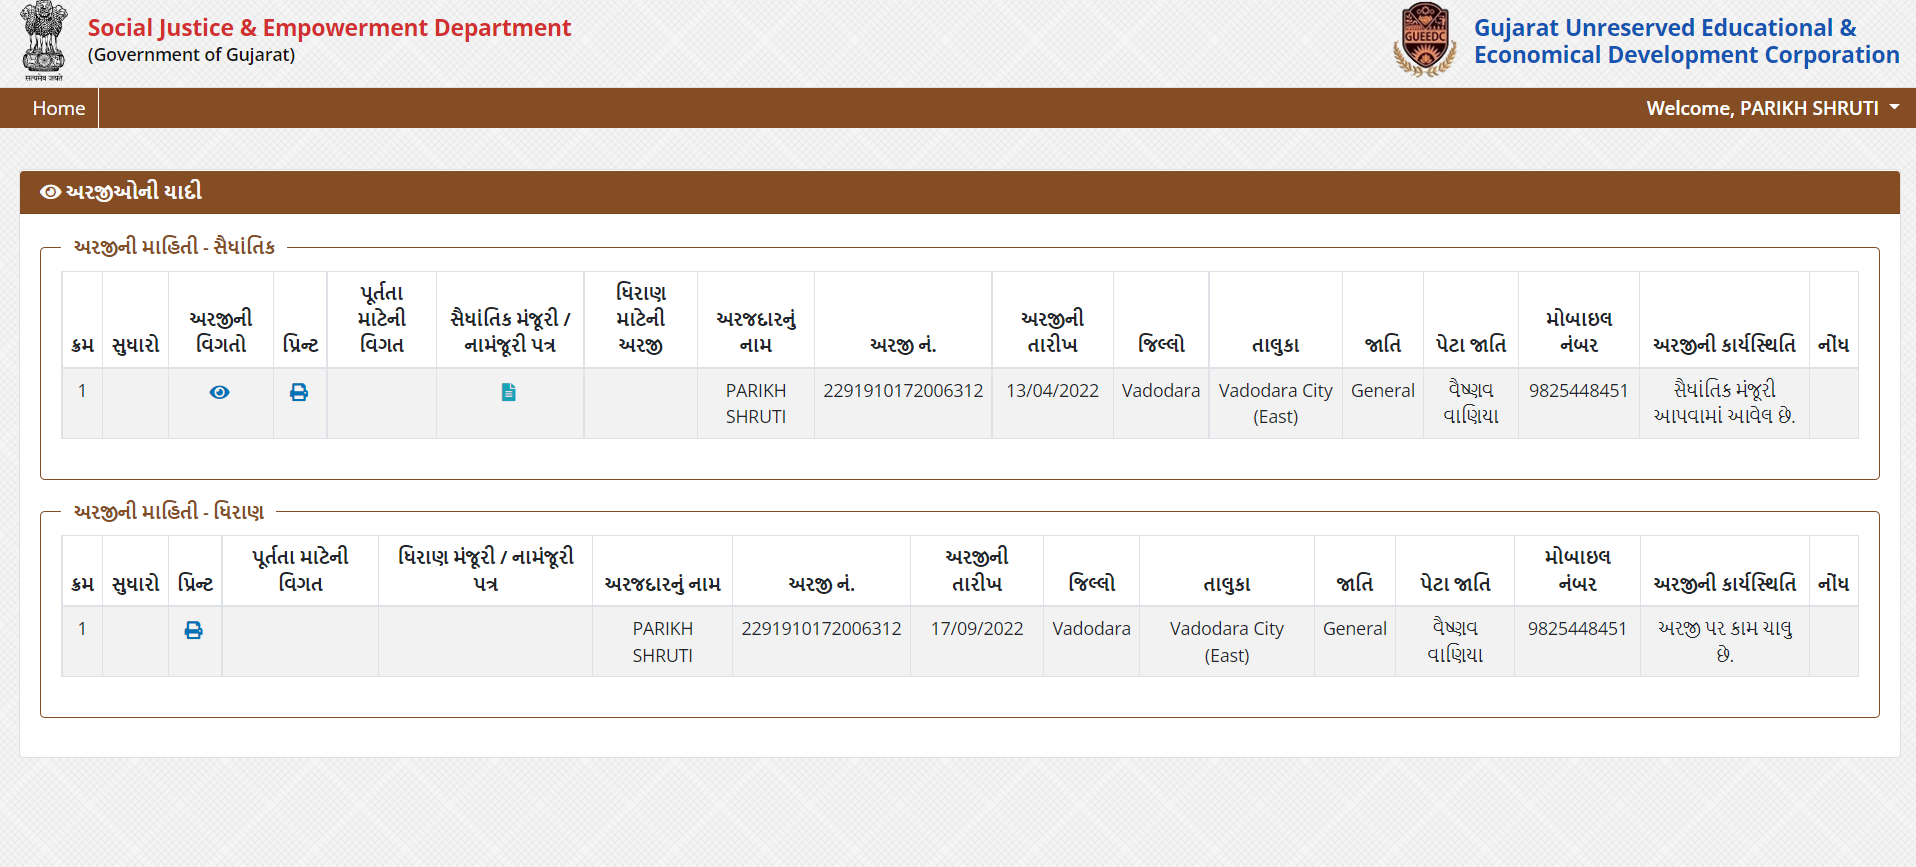 सत्यमेव जयते
Social Justice & Empowerment Department
(Government of Gujarat)
GUEEDC
Gujarat Unreserved Educational &
Economical Development Corporation
Home
Welcome, PARIKH SHRUTI
અરજીઓની યાદી
અરજીની માહિતી - સૈધાંતિક
ક્રમ સુધારો અરજીની વિગતો પ્રિન્ટ પૂર્તતા માટેની વિગત સૈધાંતિક મંજૂરી / નામંજૂરી પત્ર ધિરાણ માટેની અરજી અરજદારનું નામ અરજી નં. અરજીની તારીખ જિલ્લો તાલુકા જાતિ પેટા જાતિ મોબાઇલ નંબર અરજીની કાર્યસ્થિતિ નોંધ
1 PARIKH SHRUTI 2291910172006312 13/04/2022 Vadodara Vadodara City (East) General વૈષ્ણવ વાણિયા 9825448451 સૈધાંતિક મંજૂરી આપવામાં આવેલ છે.
અરજીની માહિતી - ધિરાણ
ક્રમ સુધારો પ્રિન્ટ પૂર્તતા માટેની વિગત ધિરાણ મંજૂરી / નામંજૂરી પત્ર અરજદારનું નામ અરજી નં. અરજીની તારીખ જિલ્લો તાલુકા જાતિ પેટા જાતિ મોબાઇલ નંબર અરજીની કાર્યસ્થિતિ નોંધ
1 PARIKH SHRUTI 2291910172006312 17/09/2022 Vadodara Vadodara City (East) General વૈષ્ણવ વાણિયા 9825448451 અરજી પર કામ ચાલુ છે.